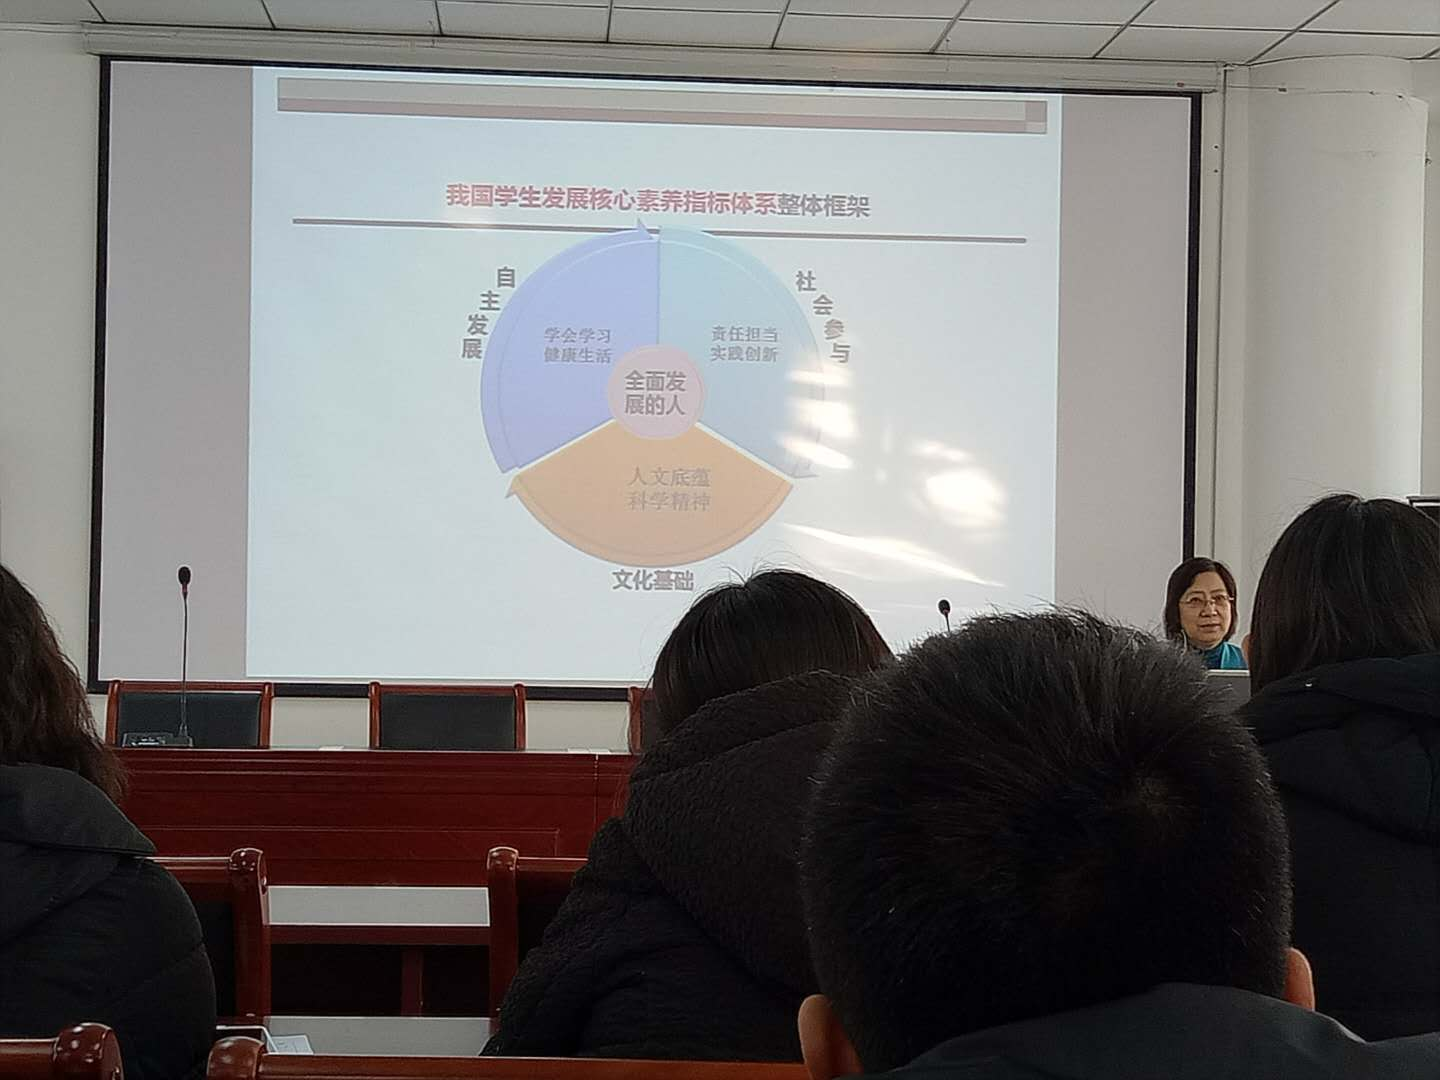 我国学生发展核心素养指标体系整体框架
自主发展
社会参与
学会学习
健康生活
责任担当
实践创新
全面发
展的人
人文底蕴
科学精神
文化基础